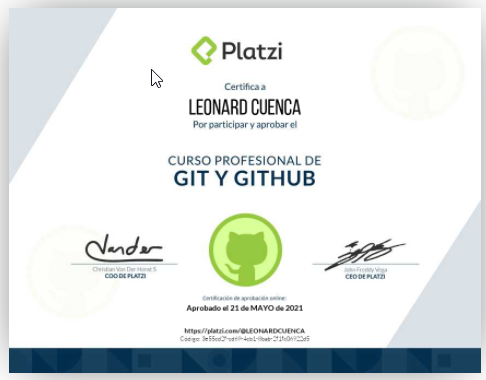 Platzi
Certifica a
LEONARD CUENCA
Por participar y aprobar el
CURSO PROFESIONAL DE
GIT Y GITHUB
Christian Van Der Henst S
COO DE PLATZI
John Freddy Vega
CEO DE PLATZI
Certificación de aprobación online:
Aprobado el 21 de MAYO de 2021
https://platzi.com/@LEONARDCUENCA
Código: